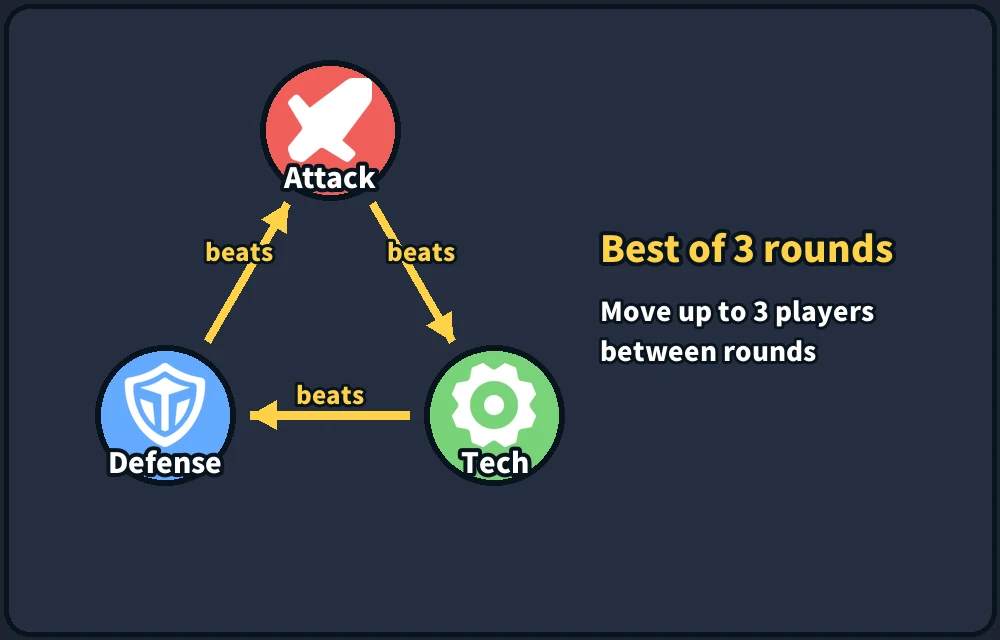 Attack
beats
beats
Best of 3 rounds
Move up to 3 players
between rounds
beats
Defense
Tech